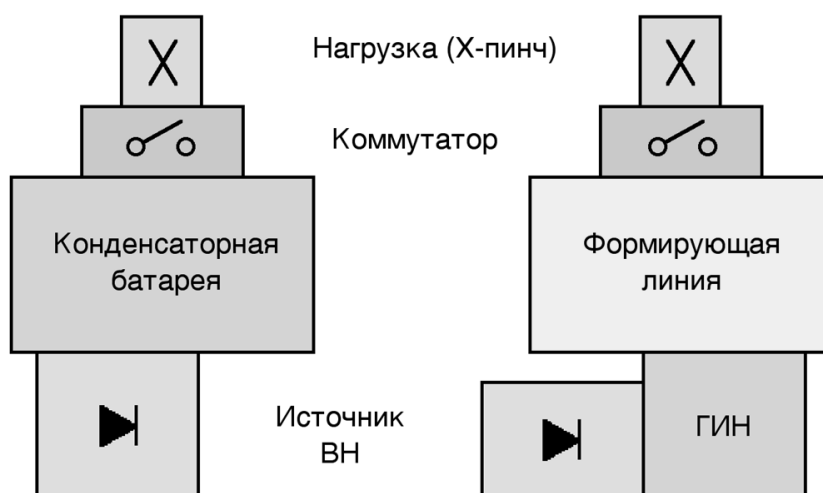 Нагрузка (X-пинч)
Коммутатор
Конденсаторная
батарея
Формирующая
линия
Источник
ВН
ГИН